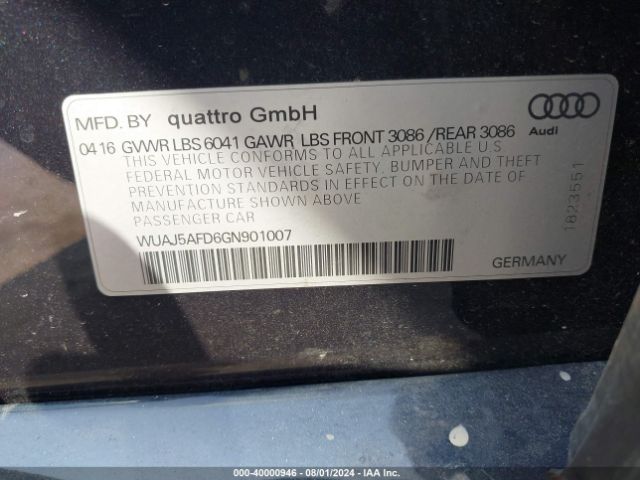 MFD. BY quattro GmbH
0416 GVWR LBS 6041 GAWR LBS FRONT 3086 /REAR 3086
Audi
THIS VEHICLE CONFORMS TO ALL APPLICABLE U.S
FEDERAL MOTOR VEHICLE SAFETY, BUMPER AND THEFT
PREVENTION STANDARDS IN EFFECT ON THE DATE OF
MANUFACTURE SHOWN ABOVE
PASSENGER CAR
WUAJ5AFD6GN901007
1823551
GERMANY
000-40000946 - 08/01/2024 - IAA Inc.